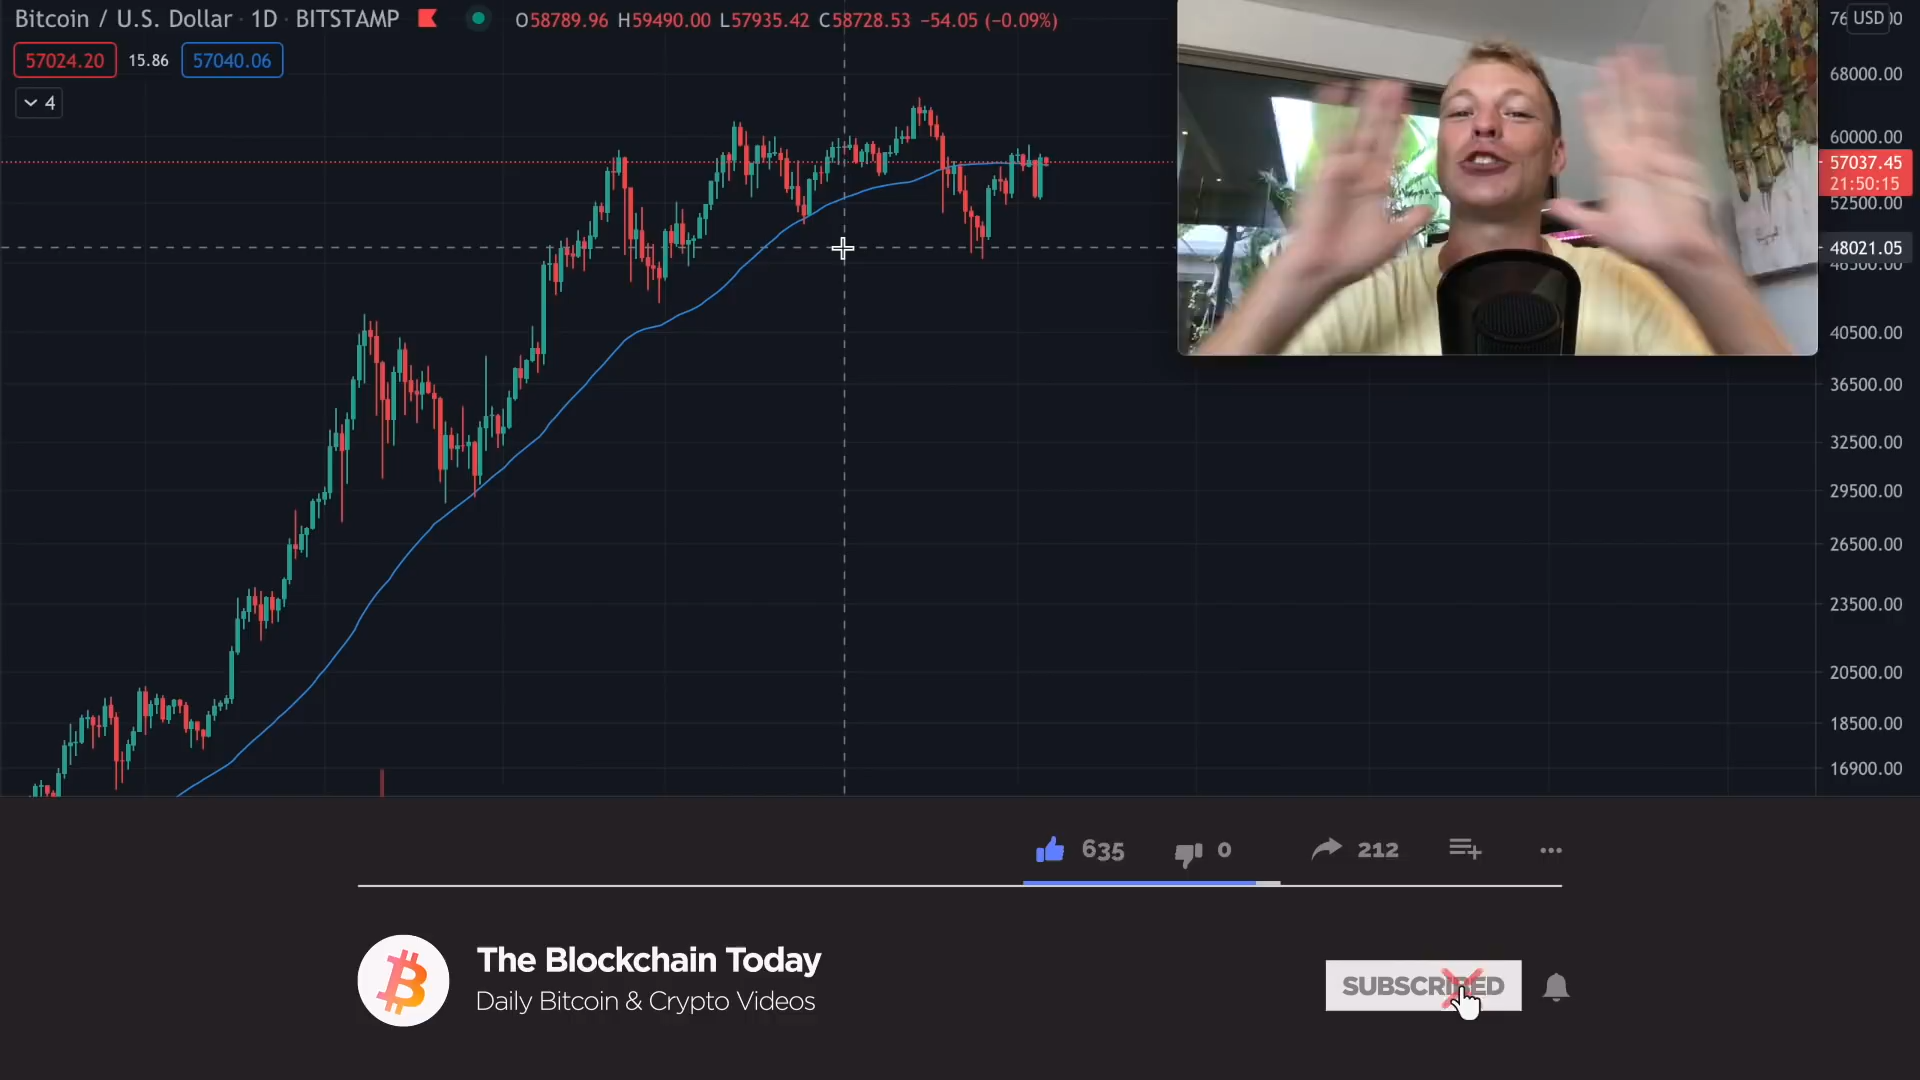 Bitcoin / U.S. Dollar · 1D · BITSTAMP O58789.96 H59490.00 L57935.42 C58728.53 −54.05 (−0.09%)
57024.20 15.86 57040.06
4
USD
68000.00
60000.00
57037.45
21:50:15
52500.00
48021.05
46500.00
40500.00
36500.00
32500.00
29500.00
26500.00
23500.00
20500.00
18500.00
16900.00
635 0 212
The Blockchain Today
Daily Bitcoin & Crypto Videos
SUBSCRIBED